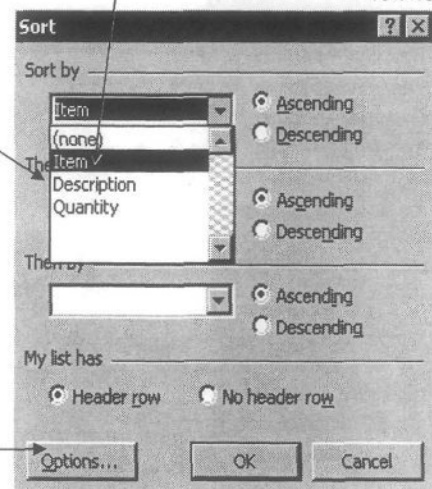 Sort
Sort by
Item
Ascending
(none)
Descending
Item ✓
Description
Ascending
Quantity
Descending
Then by
Ascending
Descending
My list has
Header row
No header row
Options...
OK
Cancel